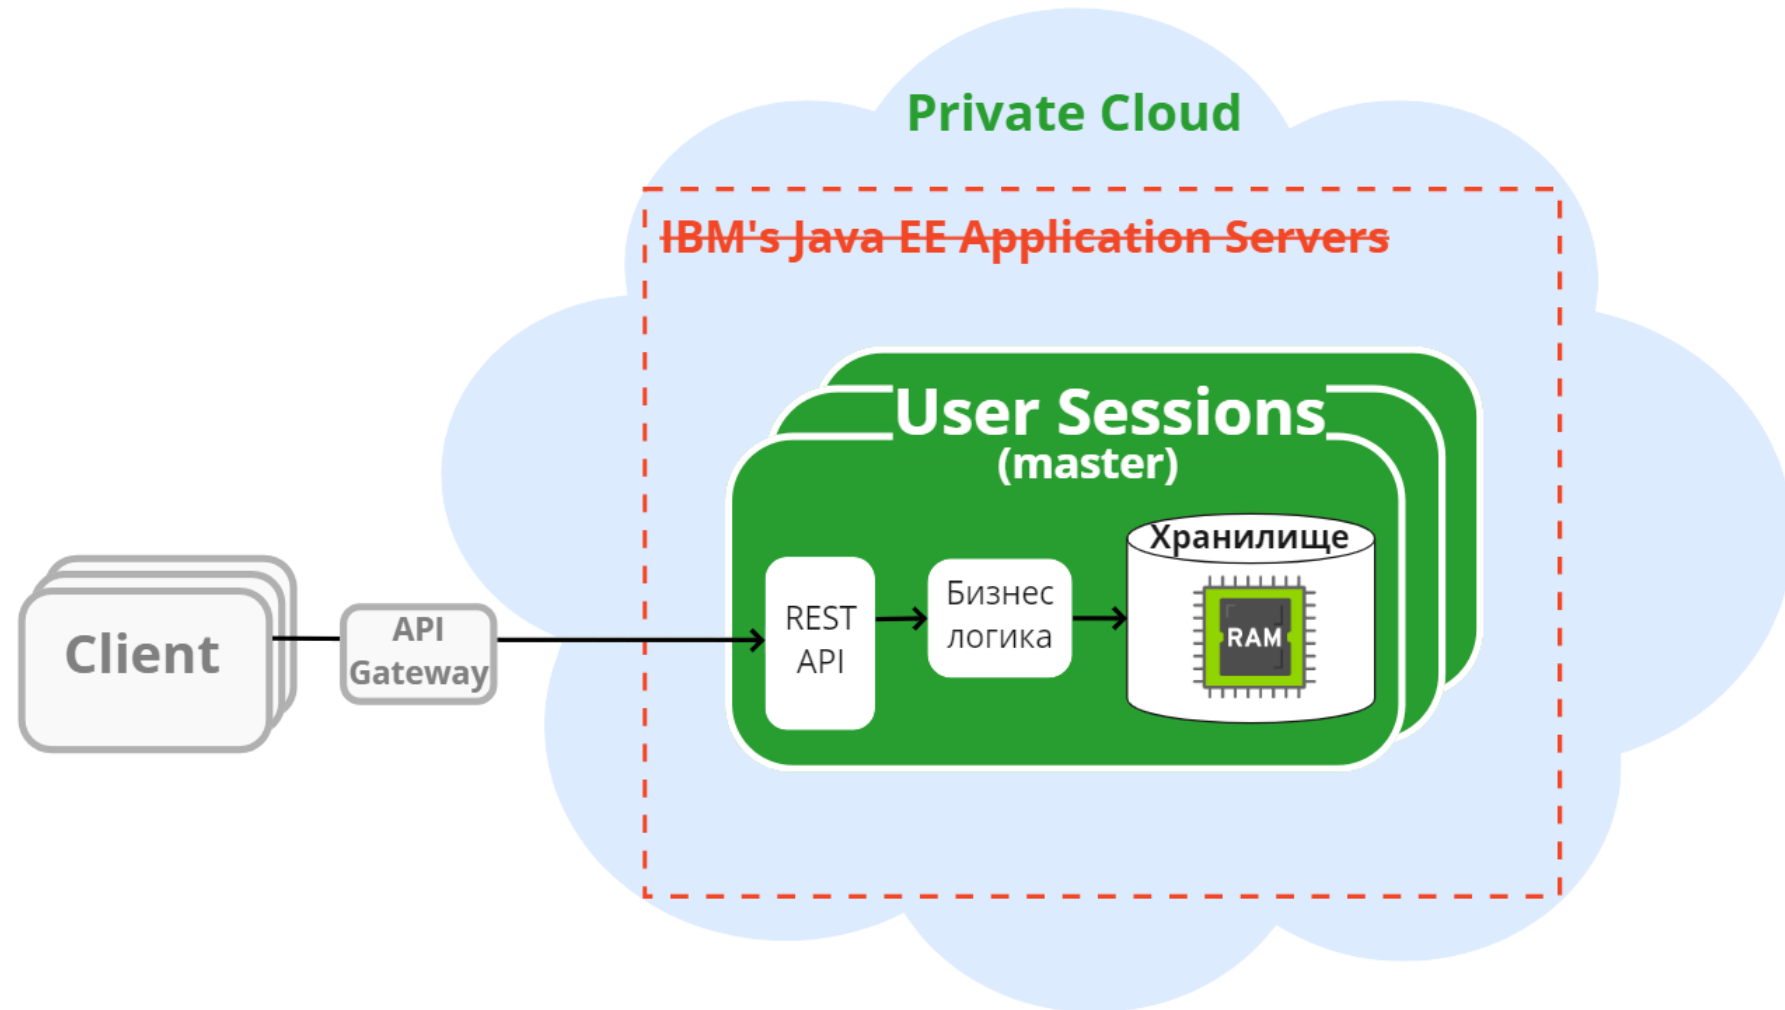 Private Cloud
IBM's Java EE Application Servers
User Sessions
(master)
Хранилище
RAM
REST
API
Бизнес
логика
Client
API
Gateway